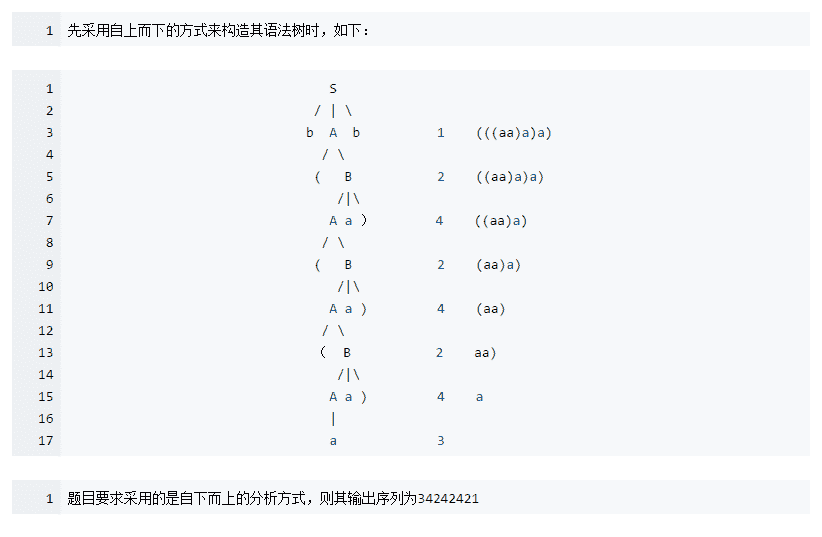 1 先采用自上而下的方式来构造其语法树时，如下：
1 S
2 / | \
3 b A b 1 (((aa)a)a)
4 / \
5 ( B 2 ((aa)a)a)
6 /|\
7 A a ） 4 ((aa)a)
8 / \
9 ( B 2 (aa)a)
10 /|\
11 A a ) 4 (aa)
12 / \
13 （ B 2 aa)
14 /|\
15 A a ) 4 a
16 |
17 a 3
1 题目要求采用的是自下而上的分析方式，则其输出序列为34242421